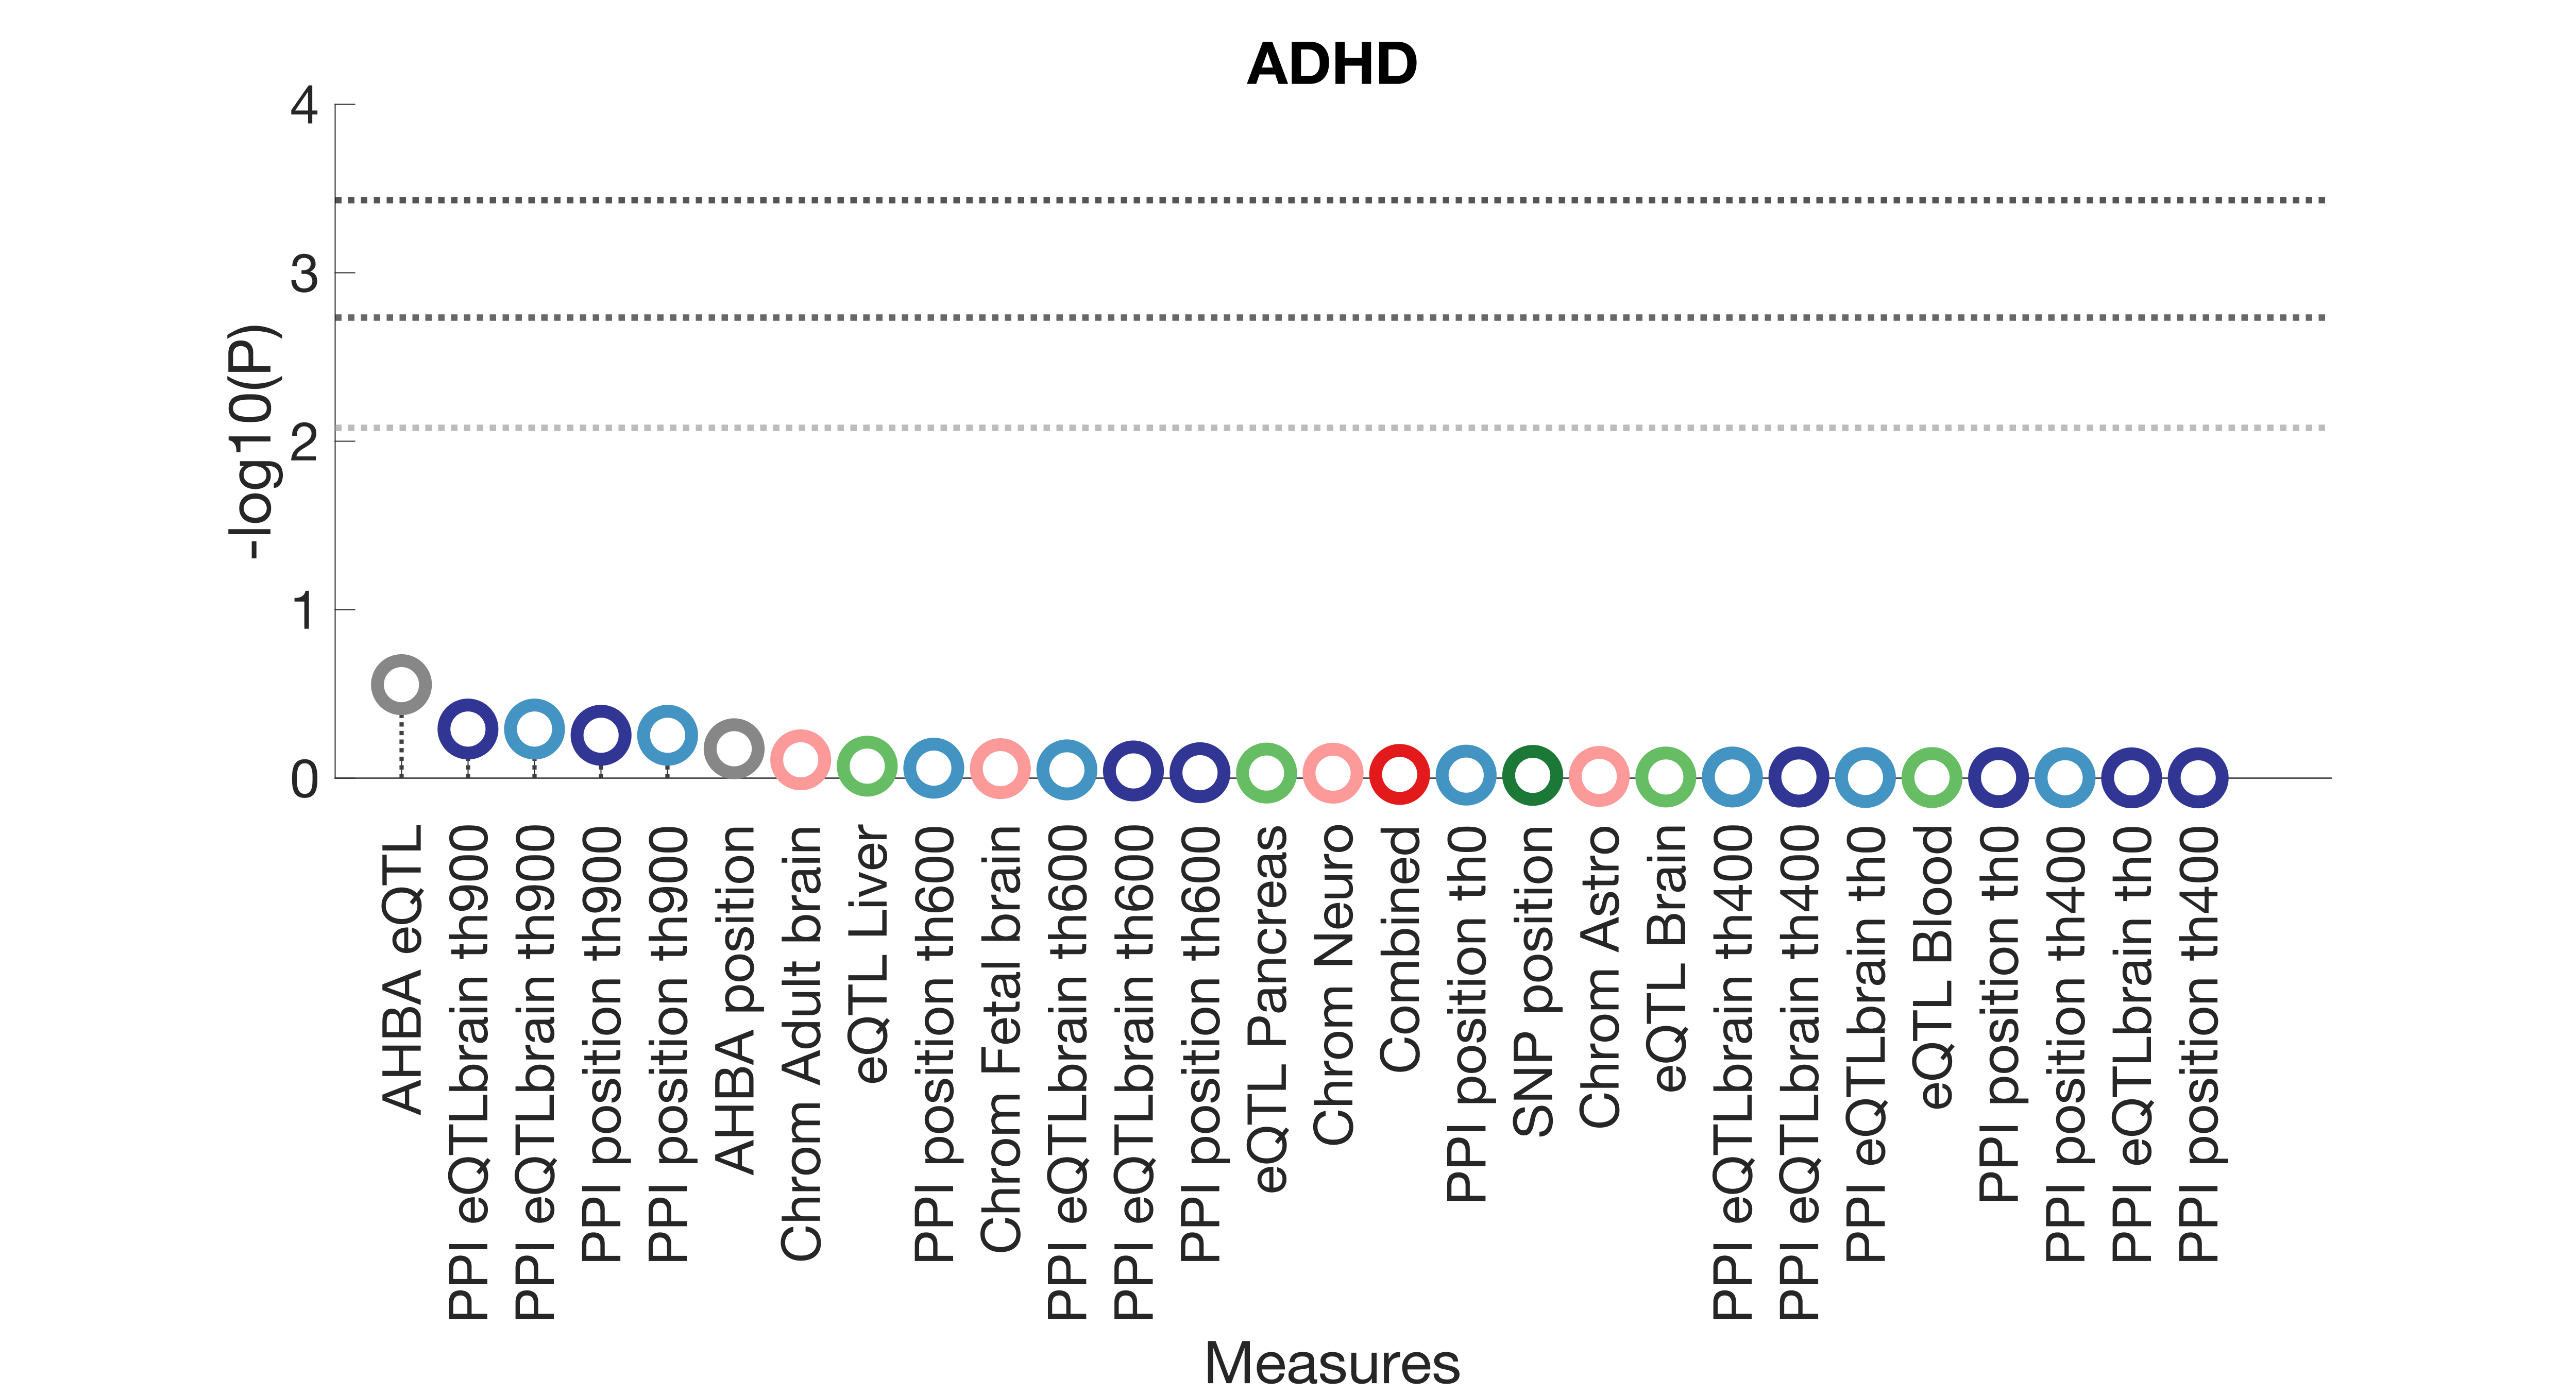 ADHD
4
3
2
1
0
-log10(P)
AHBA eQTL
PPI eQTLbrain th900
PPI eQTLbrain th900
PPI position th900
PPI position th900
AHBA position
Chrom Adult brain
eQTL Liver
PPI position th600
Chrom Fetal brain
PPI eQTLbrain th600
PPI eQTLbrain th600
PPI position th600
eQTL Pancreas
Chrom Neuro
Combined
PPI position th0
SNP position
Chrom Astro
eQTL Brain
PPI eQTLbrain th400
PPI eQTLbrain th400
PPI eQTLbrain th0
eQTL Blood
PPI position th0
PPI position th400
PPI eQTLbrain th0
PPI position th400
Measures